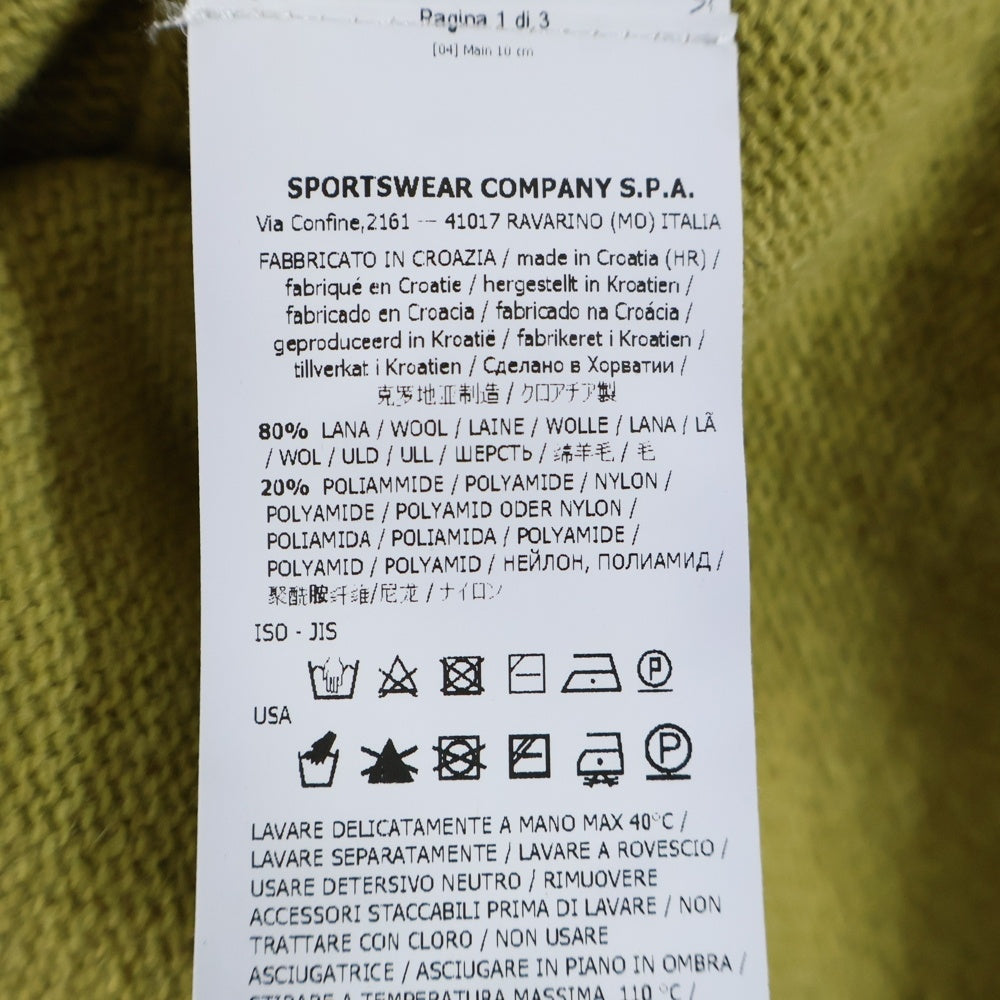 Pagina 1 di 3
[04] Main 10 cm
SPORTSWEAR COMPANY S.P.A.
Via Confine,2161 — 41017 RAVARINO (MO) ITALIA
FABBRICATO IN CROAZIA / made in Croatia (HR) /
fabriqué en Croatie / hergestellt in Kroatien /
fabricado en Croacia / fabricado na Croácia /
geproduceerd in Kroatië / fabrikeret i Kroatien /
tillverkat i Kroatien / Сделано в Хорватии /
克罗地亚制造 / クロアチア製
80% LANA / WOOL / LAINE / WOLLE / LANA / LÃ
/ WOL / ULD / ULL / ШЕРСТЬ / 绵羊毛 / 毛
20% POLIAMMIDE / POLYAMIDE / NYLON /
POLYAMIDE / POLYAMID ODER NYLON /
POLIAMIDA / POLIAMIDA / POLYAMIDE /
POLYAMID / POLYAMID / НЕЙЛОН, ПОЛИАМИД /
聚酰胺纤维/尼龙 / ナイロン
ISO - JIS
P
USA
P
LAVARE DELICATAMENTE A MANO MAX 40°C /
LAVARE SEPARATAMENTE / LAVARE A ROVESCIO /
USARE DETERSIVO NEUTRO / RIMUOVERE
ACCESSORI STACCABILI PRIMA DI LAVARE / NON
TRATTARE CON CLORO / NON USARE
ASCIUGATRICE / ASCIUGARE IN PIANO IN OMBRA /
STIRARE A TEMPERATURA MASSIMA 110 °C /